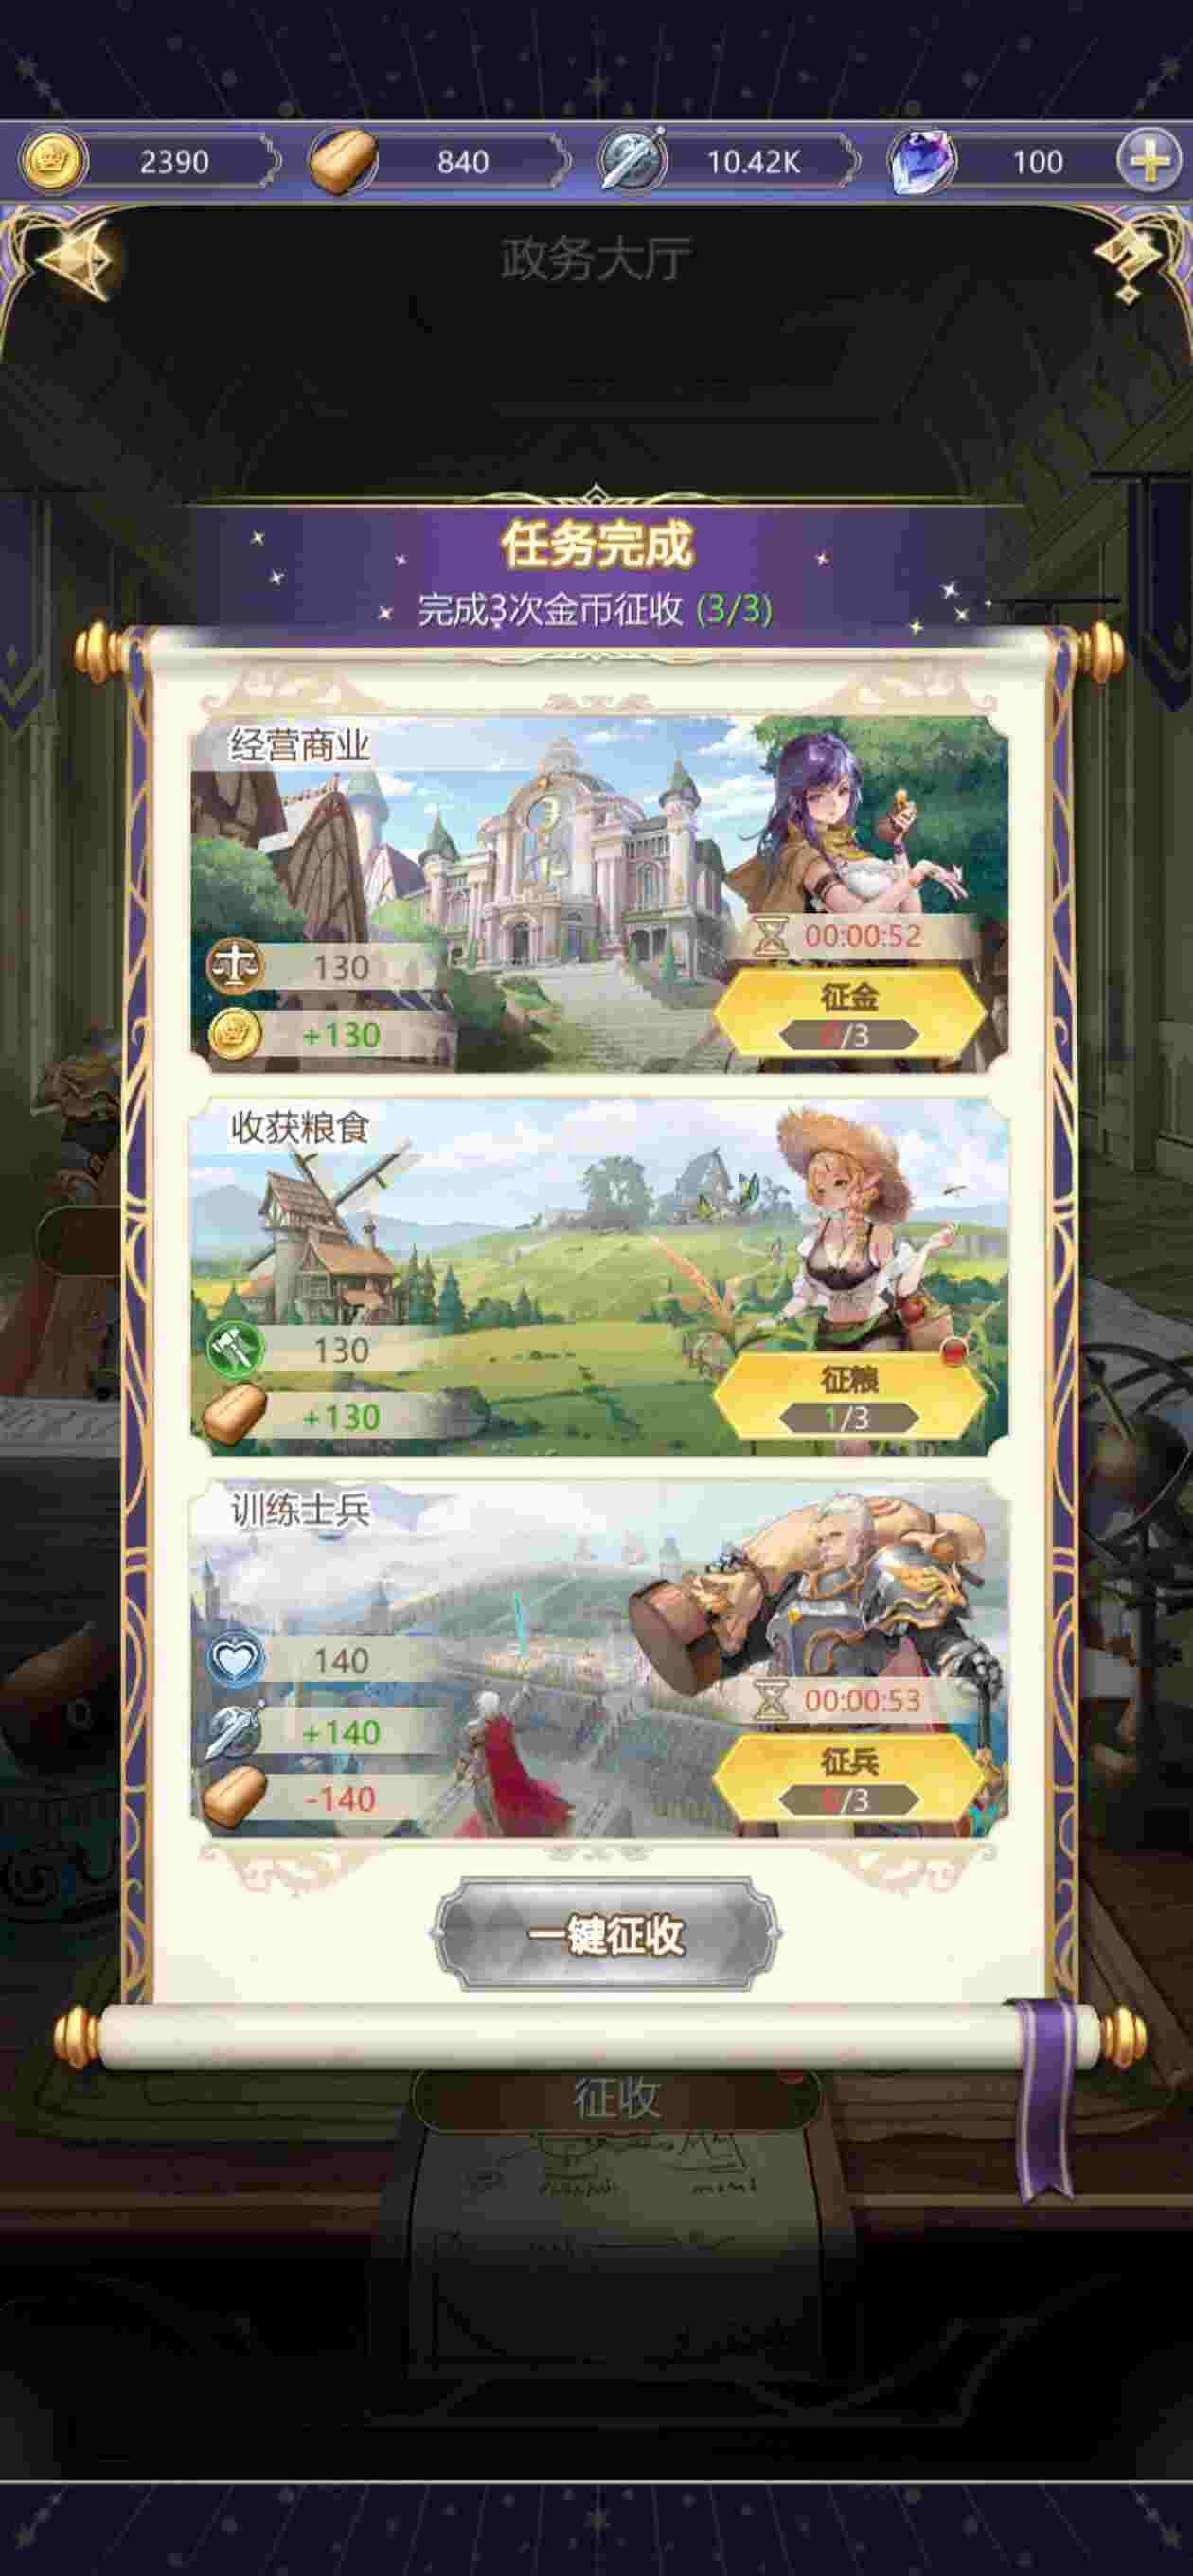 2390 840 10.42K 100
政务大厅
任务完成
完成3次金币征收 (3/3)
经营商业
00:00:52
130
征金
+130
0/3
收获粮食
130
征粮
+130
1/3
训练士兵
140
00:00:53
+140
征兵
-140
0/3
一键征收
征收